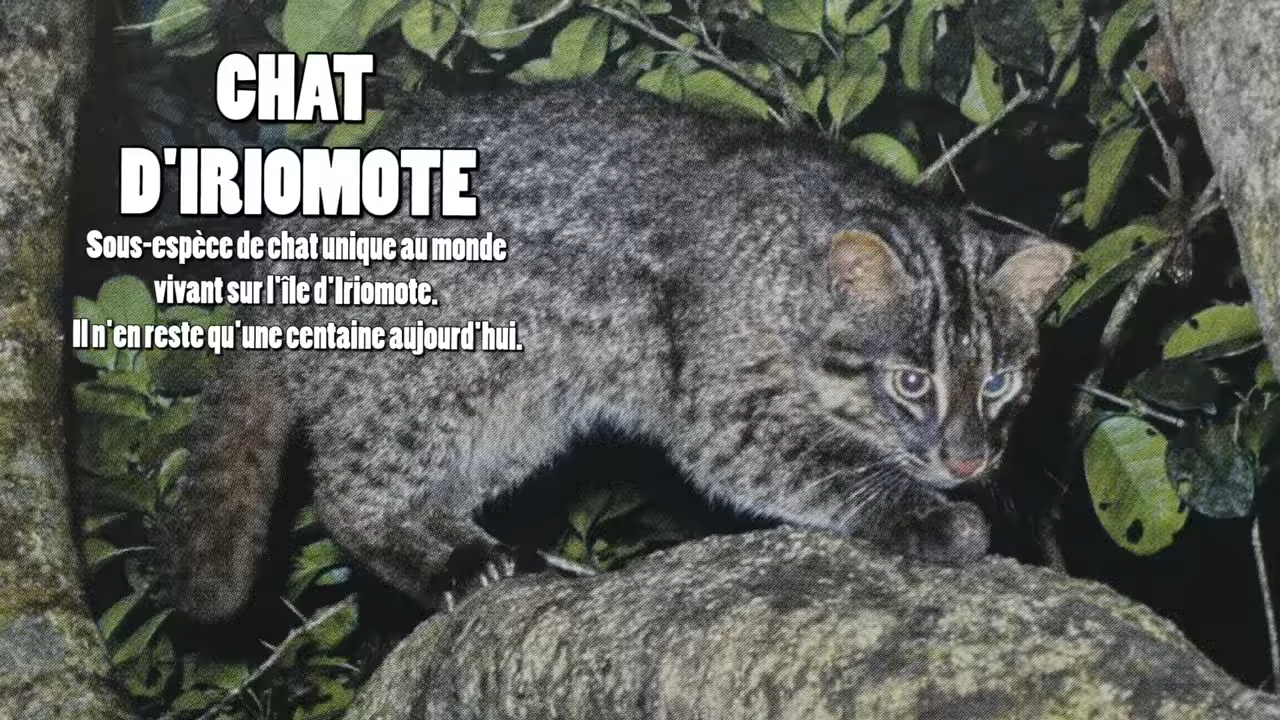 CHAT
D'IRIOMOTE
Sous-espèce de chat unique au monde
vivant sur l'île d'Iriomote.
Il n'en reste qu'une centaine aujourd'hui.